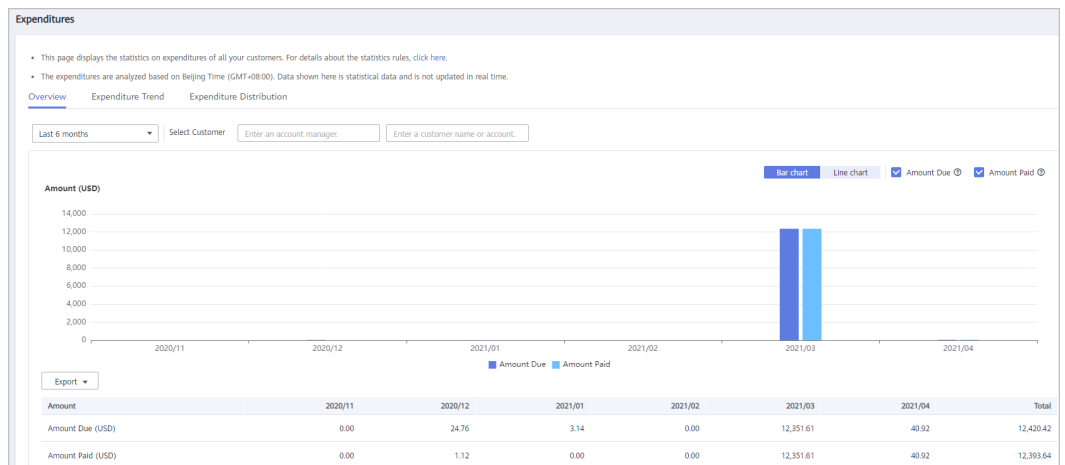 Expenditures
• This page displays the statistics on expenditures of all your customers. For details about the statistics rules, click here.
• The expenditures are analyzed based on Beijing Time (GMT+08:00). Data shown here is statistical data and is not updated in real time.
Overview Expenditure Trend Expenditure Distribution
Last 6 months Select Customer Enter an account manager. Enter a customer name or account.
Bar chart Line chart Amount Due Amount Paid
Amount (USD)
14,000
12,000
10,000
8,000
6,000
4,000
2,000
0
2020/11 2020/12 2021/01 2021/02 2021/03 2021/04
Amount Due Amount Paid
Export
Amount 2020/11 2020/12 2021/01 2021/02 2021/03 2021/04 Total
Amount Due (USD) 0.00 24.76 3.14 0.00 12,351.61 40.92 12,420.42
Amount Paid (USD) 0.00 1.12 0.00 0.00 12,351.61 40.92 12,393.64